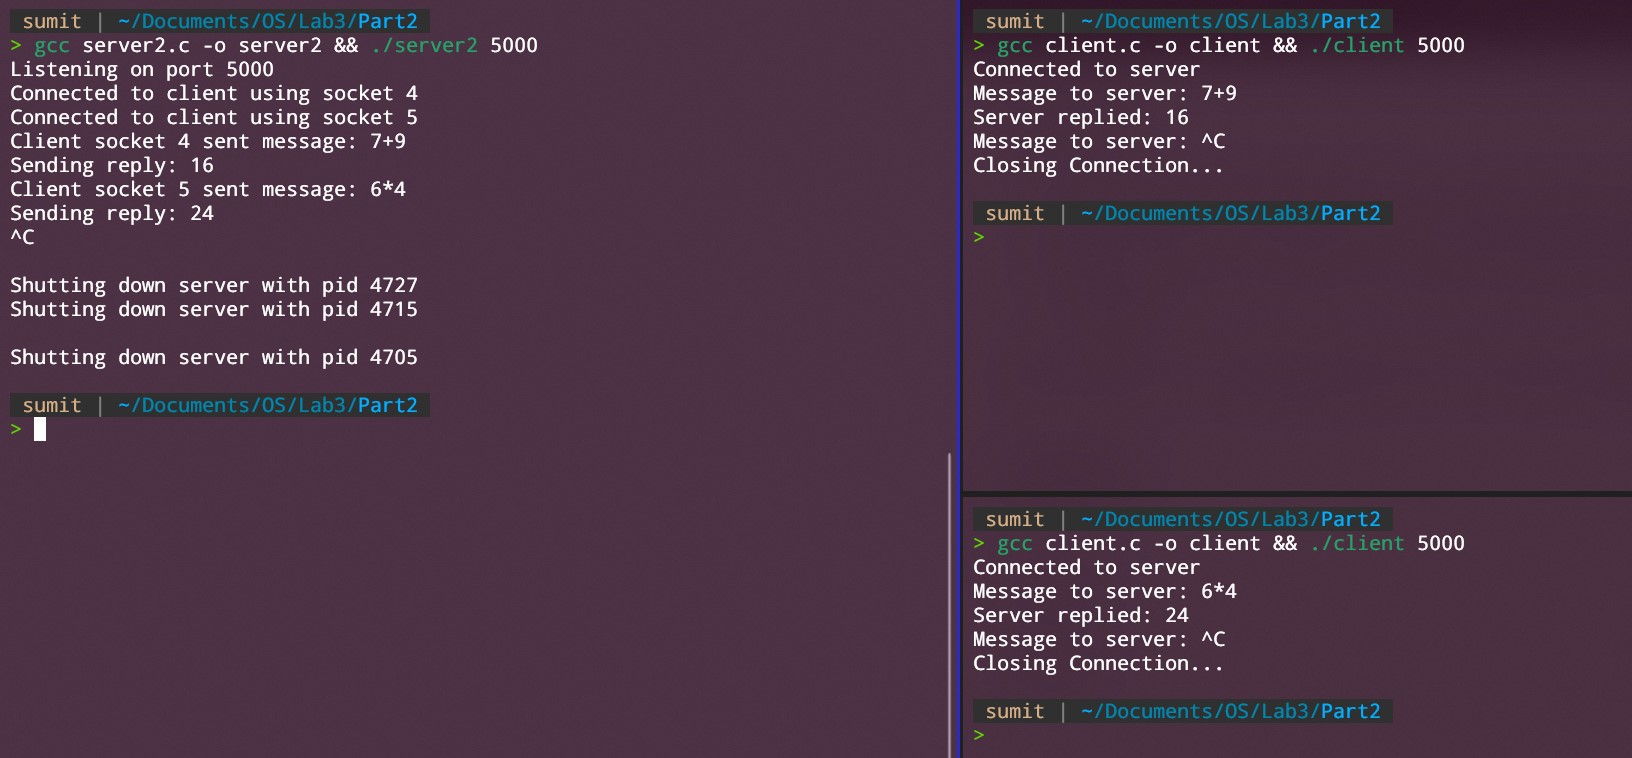 sumit | ~/Documents/OS/Lab3/Part2
> gcc server2.c -o server2 && ./server2 5000
Listening on port 5000
Connected to client using socket 4
Connected to client using socket 5
Client socket 4 sent message: 7+9
Sending reply: 16
Client socket 5 sent message: 6*4
Sending reply: 24
^C
Shutting down server with pid 4727
Shutting down server with pid 4715
Shutting down server with pid 4705
sumit | ~/Documents/OS/Lab3/Part2
>
sumit | ~/Documents/OS/Lab3/Part2
> gcc client.c -o client && ./client 5000
Connected to server
Message to server: 7+9
Server replied: 16
Message to server: ^C
Closing Connection...
sumit | ~/Documents/OS/Lab3/Part2
>
sumit | ~/Documents/OS/Lab3/Part2
> gcc client.c -o client && ./client 5000
Connected to server
Message to server: 6*4
Server replied: 24
Message to server: ^C
Closing Connection...
sumit | ~/Documents/OS/Lab3/Part2
>